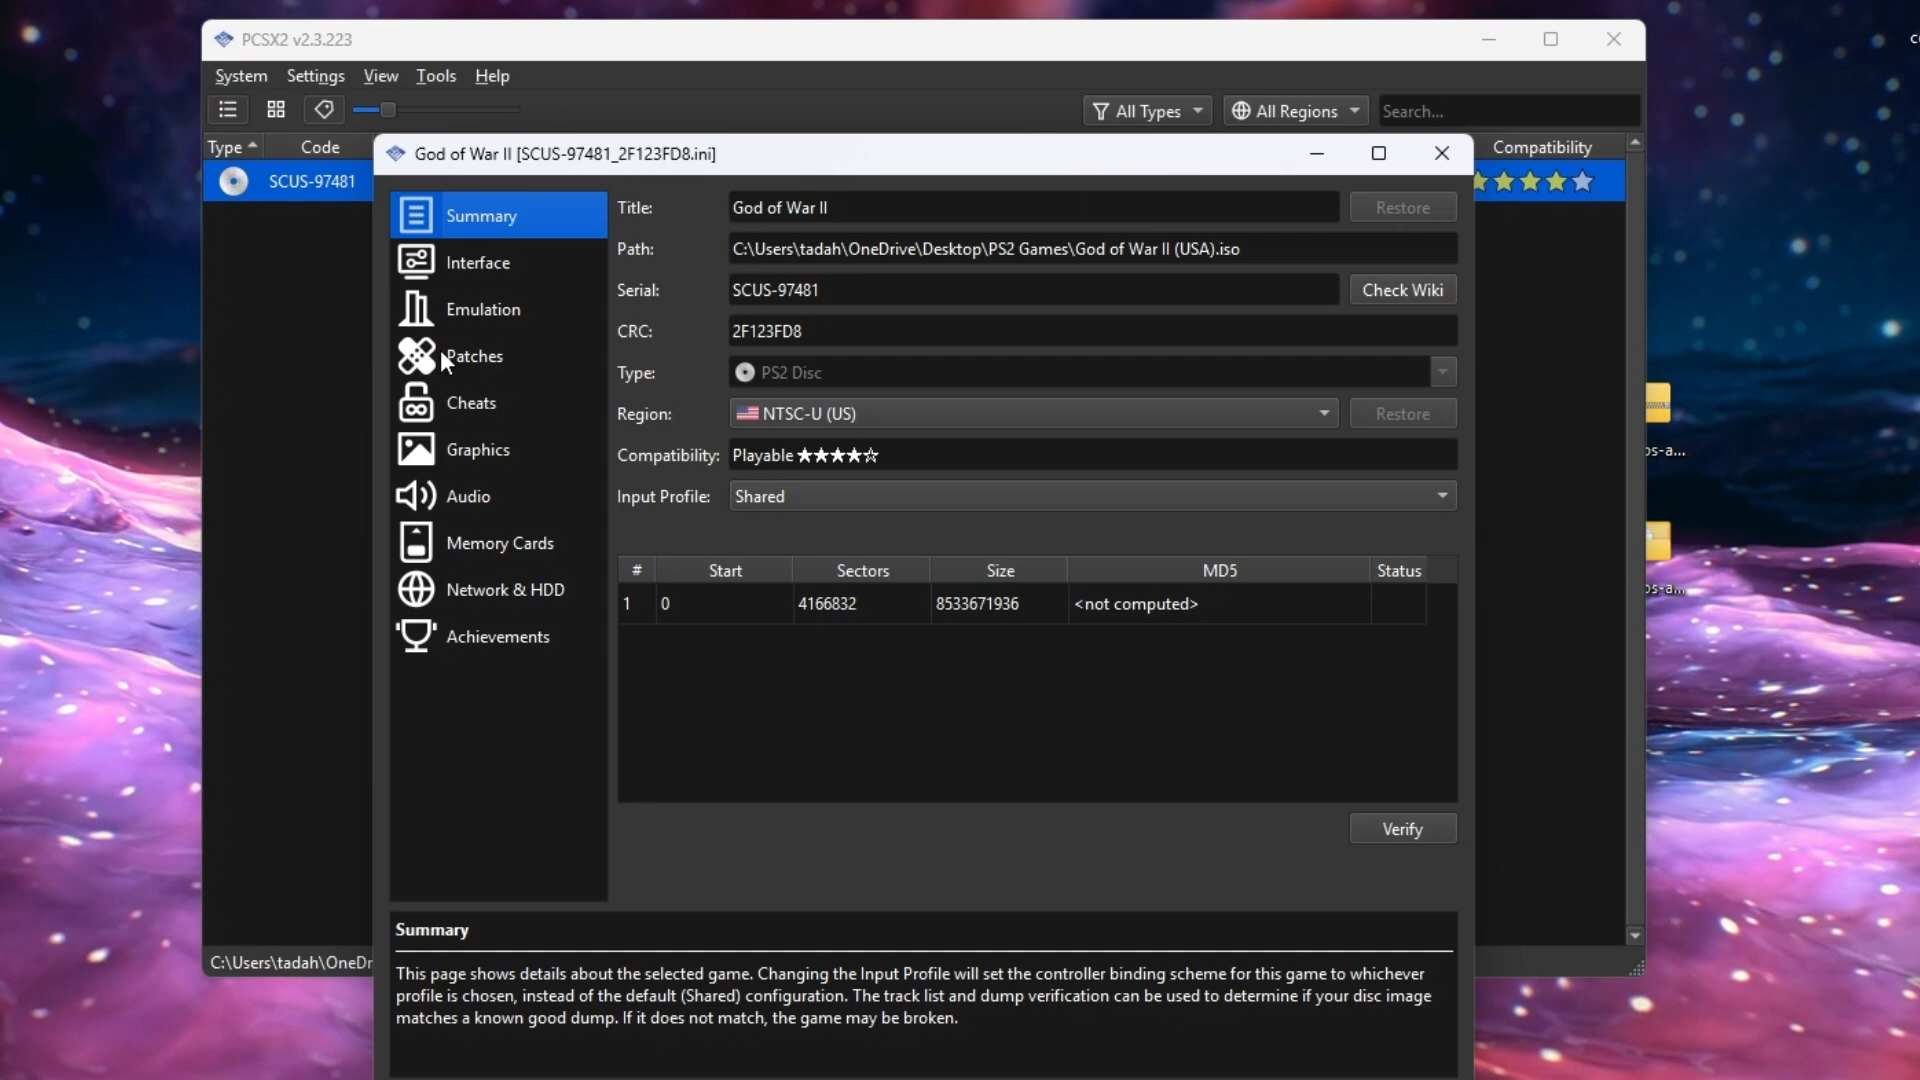 PCSX2 v2.3.223
System Settings View Tools Help
All Types All Regions Search...
Type Code Compatibility
SCUS-97481
God of War II [SCUS-97481_2F123FD8.ini]
Summary
Interface
Emulation
Patches
Cheats
Graphics
Audio
Memory Cards
Network & HDD
Achievements
Title: God of War II Restore
Path: C:\Users\tadah\OneDrive\Desktop\PS2 Games\God of War II (USA).iso
Serial: SCUS-97481 Check Wiki
CRC: 2F123FD8
Type: PS2 Disc
Region: NTSC-U (US) Restore
Compatibility: Playable ★★★★☆
Input Profile: Shared
# Start Sectors Size MD5 Status
1 0 4166832 8533671936 <not computed>
Verify
Summary
This page shows details about the selected game. Changing the Input Profile will set the controller binding scheme for this game to whichever
profile is chosen, instead of the default (Shared) configuration. The track list and dump verification can be used to determine if your disc image
matches a known good dump. If it does not match, the game may be broken.
C:\Users\tadah\OneDr